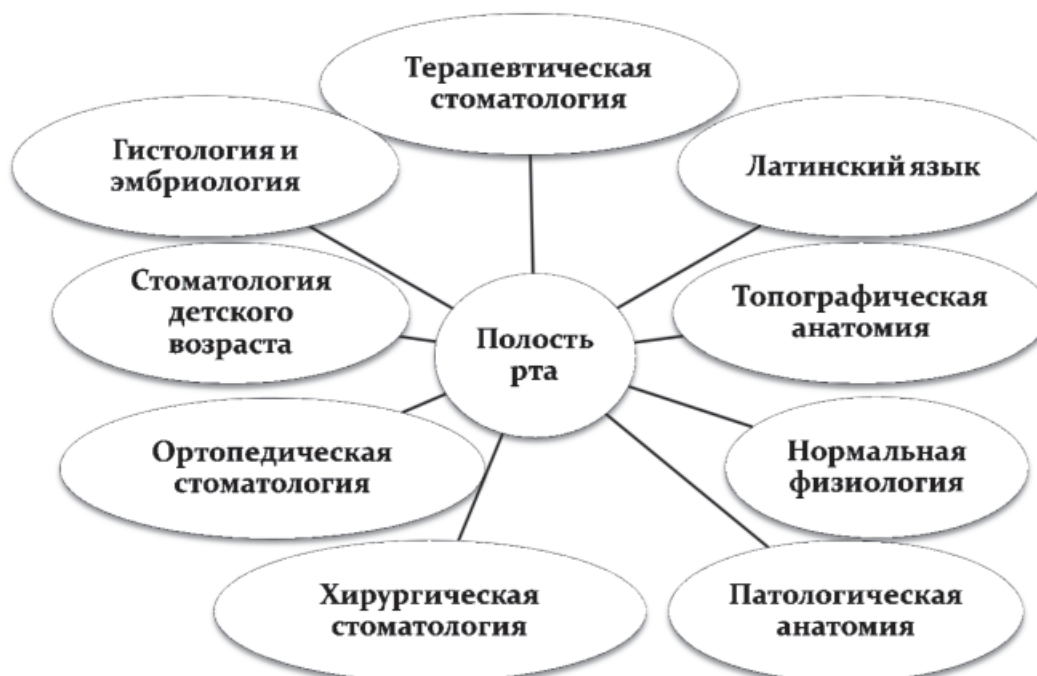 Терапевтическая
стоматология
Гистология и
эмбриология
Латинский язык
Стоматология
детского
возраста
Топографическая
анатомия
Полость
рта
Ортопедическая
стоматология
Нормальная
физиология
Хирургическая
стоматология
Патологическая
анатомия